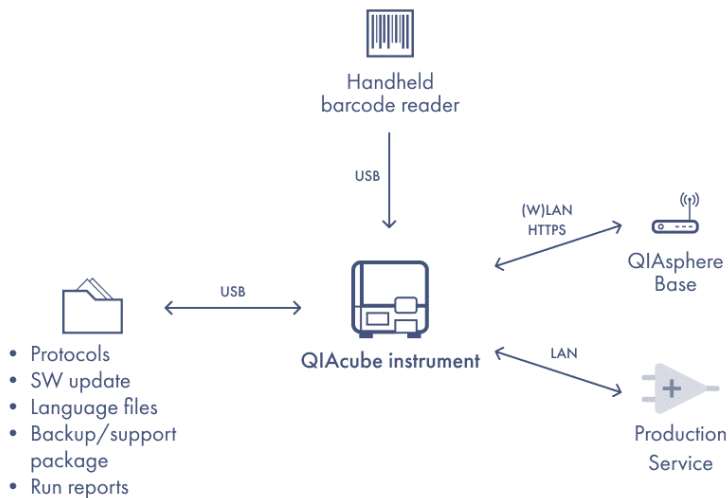 Handheld
barcode reader
USB
(W)LAN
HTTPS
QIAsphere
Base
USB
QIAcube instrument
LAN
• Protocols
• SW update
• Language files
• Backup/support
package
• Run reports
Production
Service